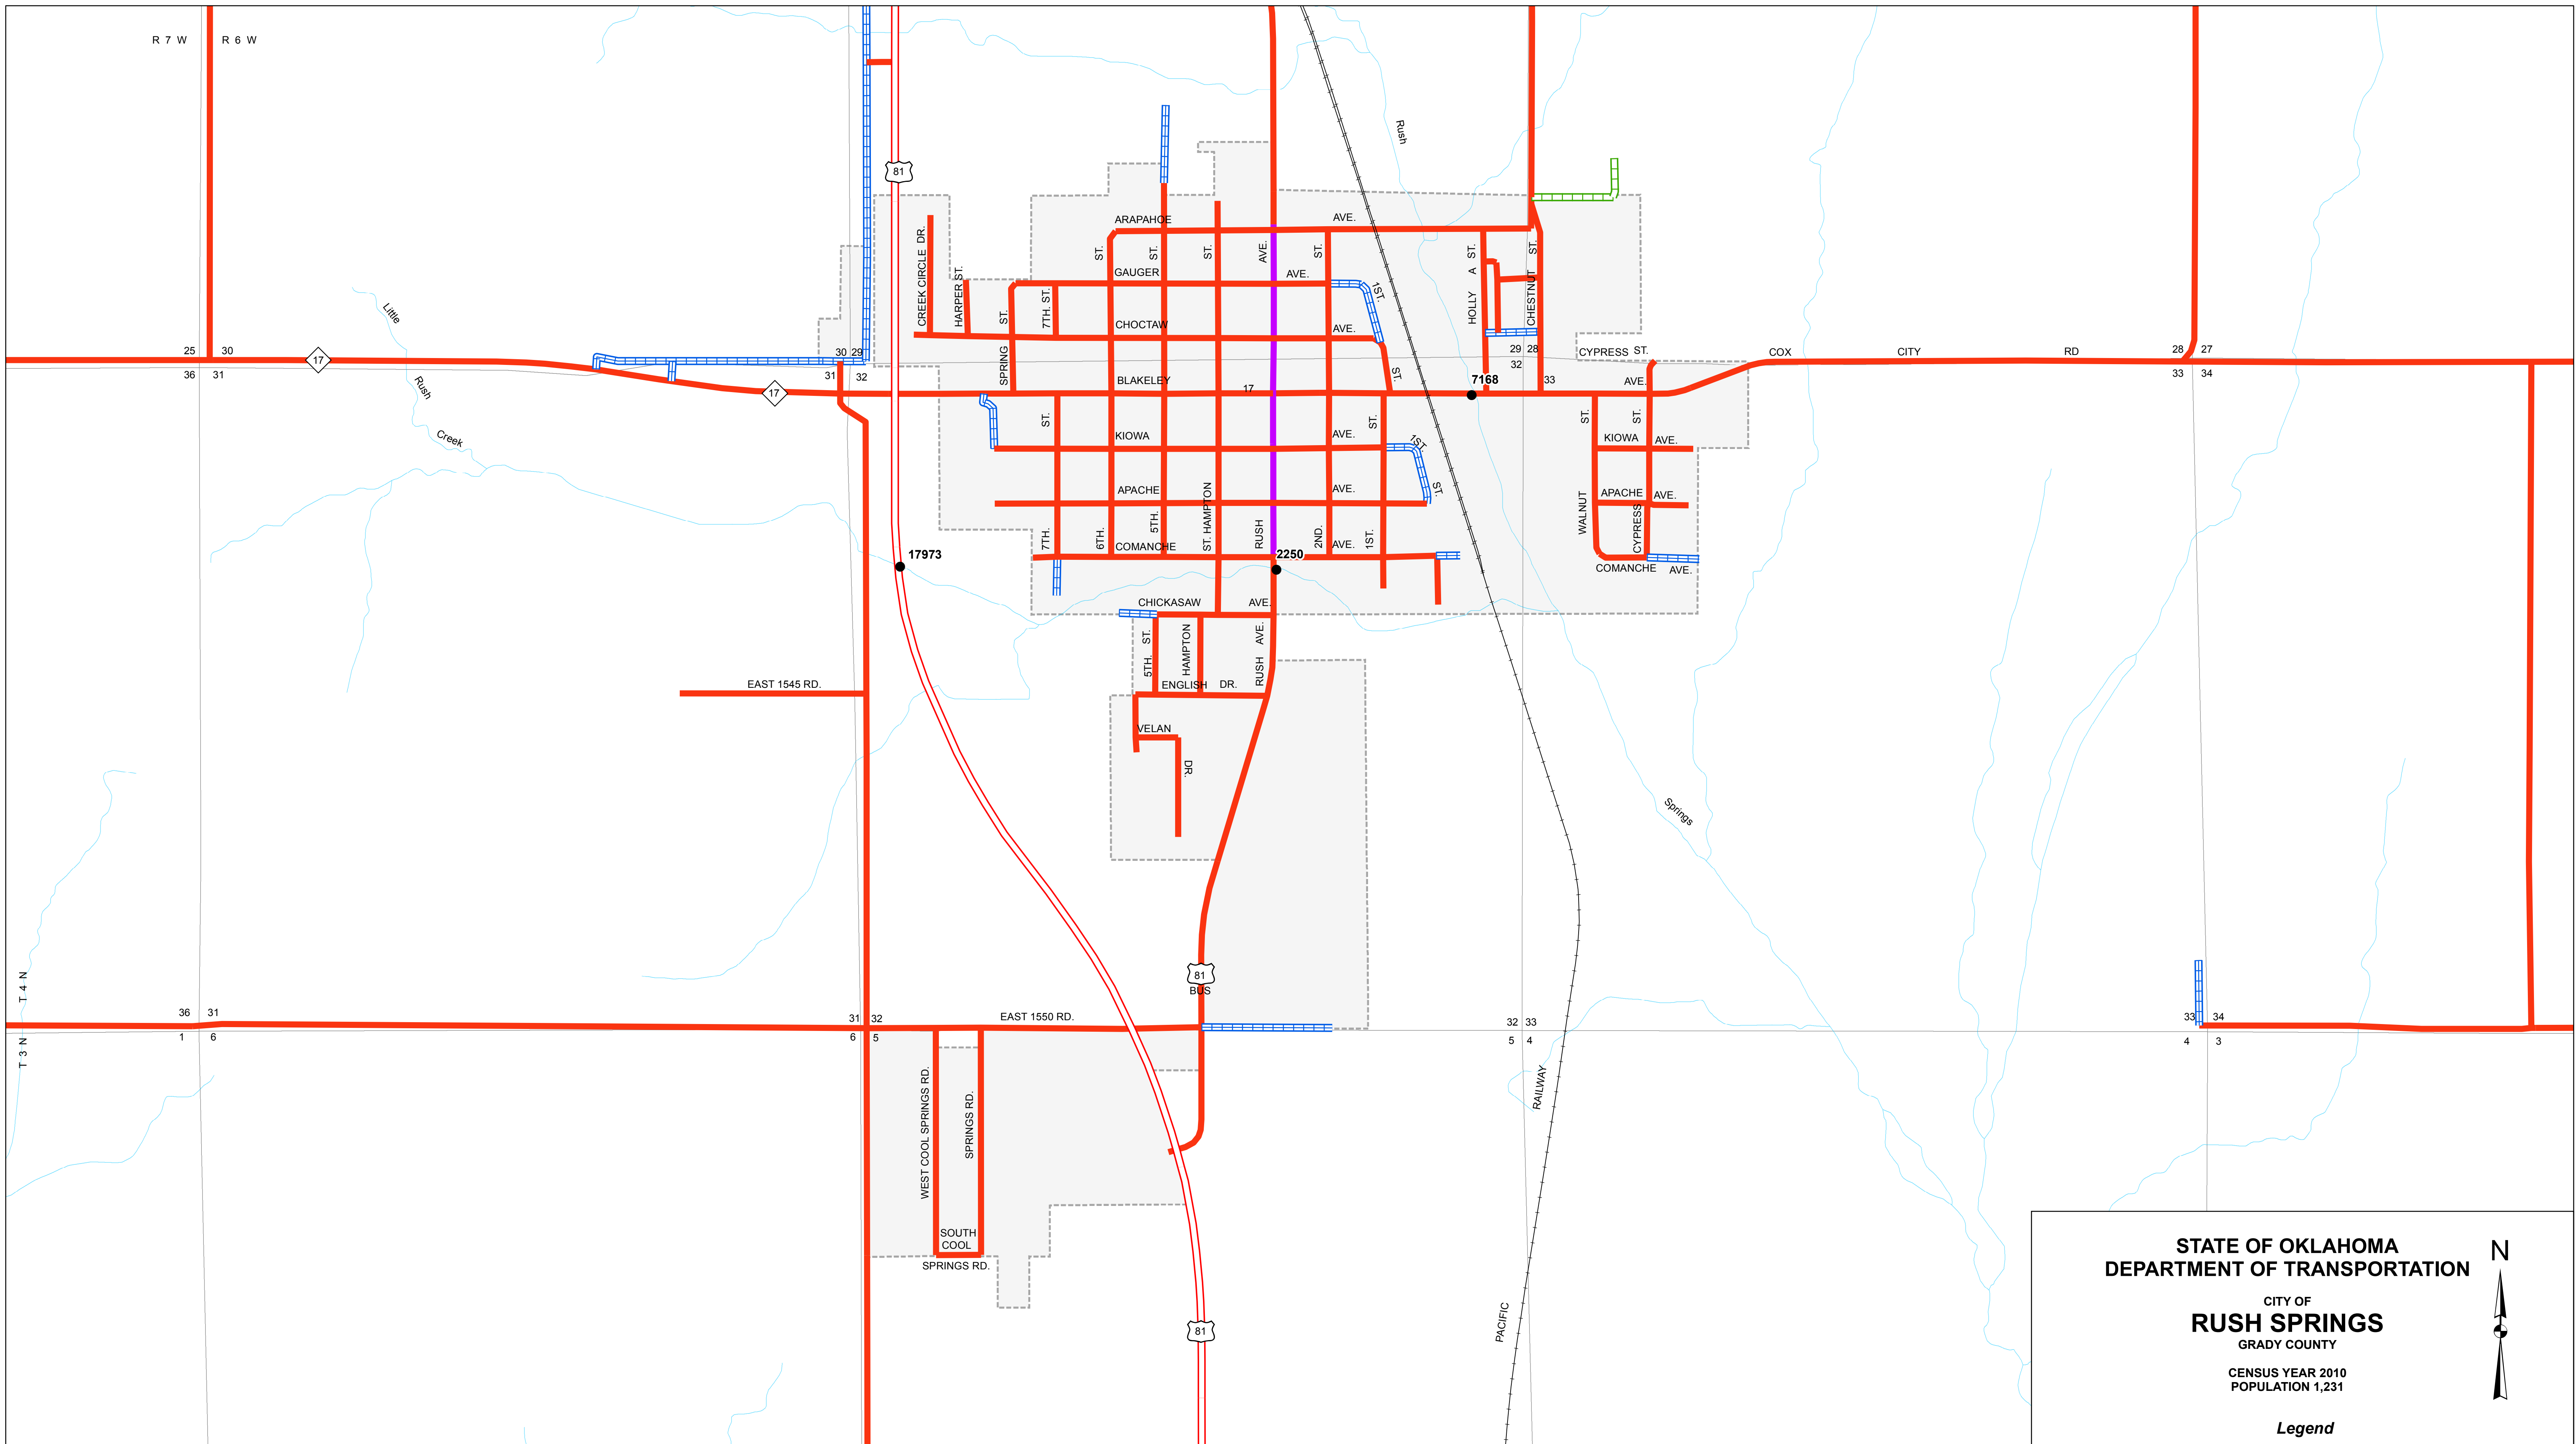 R 7 W
R 6 W
Rush
81
ARAPAHOE
AVE.
CREEK CIRCLE DR.
HARPER ST.
ST.
ST.
ST.
AVE.
ST.
HOLLY
A
ST.
CHESTNUT
ST.
GAUGER
AVE.
7TH. ST.
1ST.
ST.
SPRING
ST.
Little
CHOCTAW
AVE.
25
30
36
31
17
30
29
31
32
29
28
32
33
CYPRESS ST.
COX
CITY
RD
28
27
33
34
Rush
17
BLAKELEY
17
7168
AVE.
Creek
ST.
ST.
ST.
ST.
KIOWA
AVE.
1ST.
ST.
KIOWA
AVE.
APACHE
AVE.
APACHE
AVE.
7TH.
6TH.
5TH.
ST. HAMPTON
RUSH
2ND.
1ST.
WALNUT
CYPRESS
17973
COMANCHE
2250
AVE.
COMANCHE
AVE.
CHICKASAW
AVE.
5TH.
ST.
HAMPTON
RUSH
AVE.
EAST 1545 RD.
ENGLISH
DR.
VELAN
DR.
Springs
T 4 N
T 3 N
81
BUS
36
31
1
6
31
32
6
5
EAST 1550 RD.
32
33
5
4
33
34
4
3
WEST COOL SPRINGS RD.
SPRINGS RD.
RAILWAY
SOUTH
COOL
SPRINGS RD.
81
PACIFIC
STATE OF OKLAHOMA
DEPARTMENT OF TRANSPORTATION
CITY OF
RUSH SPRINGS
GRADY COUNTY
CENSUS YEAR 2010
POPULATION 1,231
Legend
N